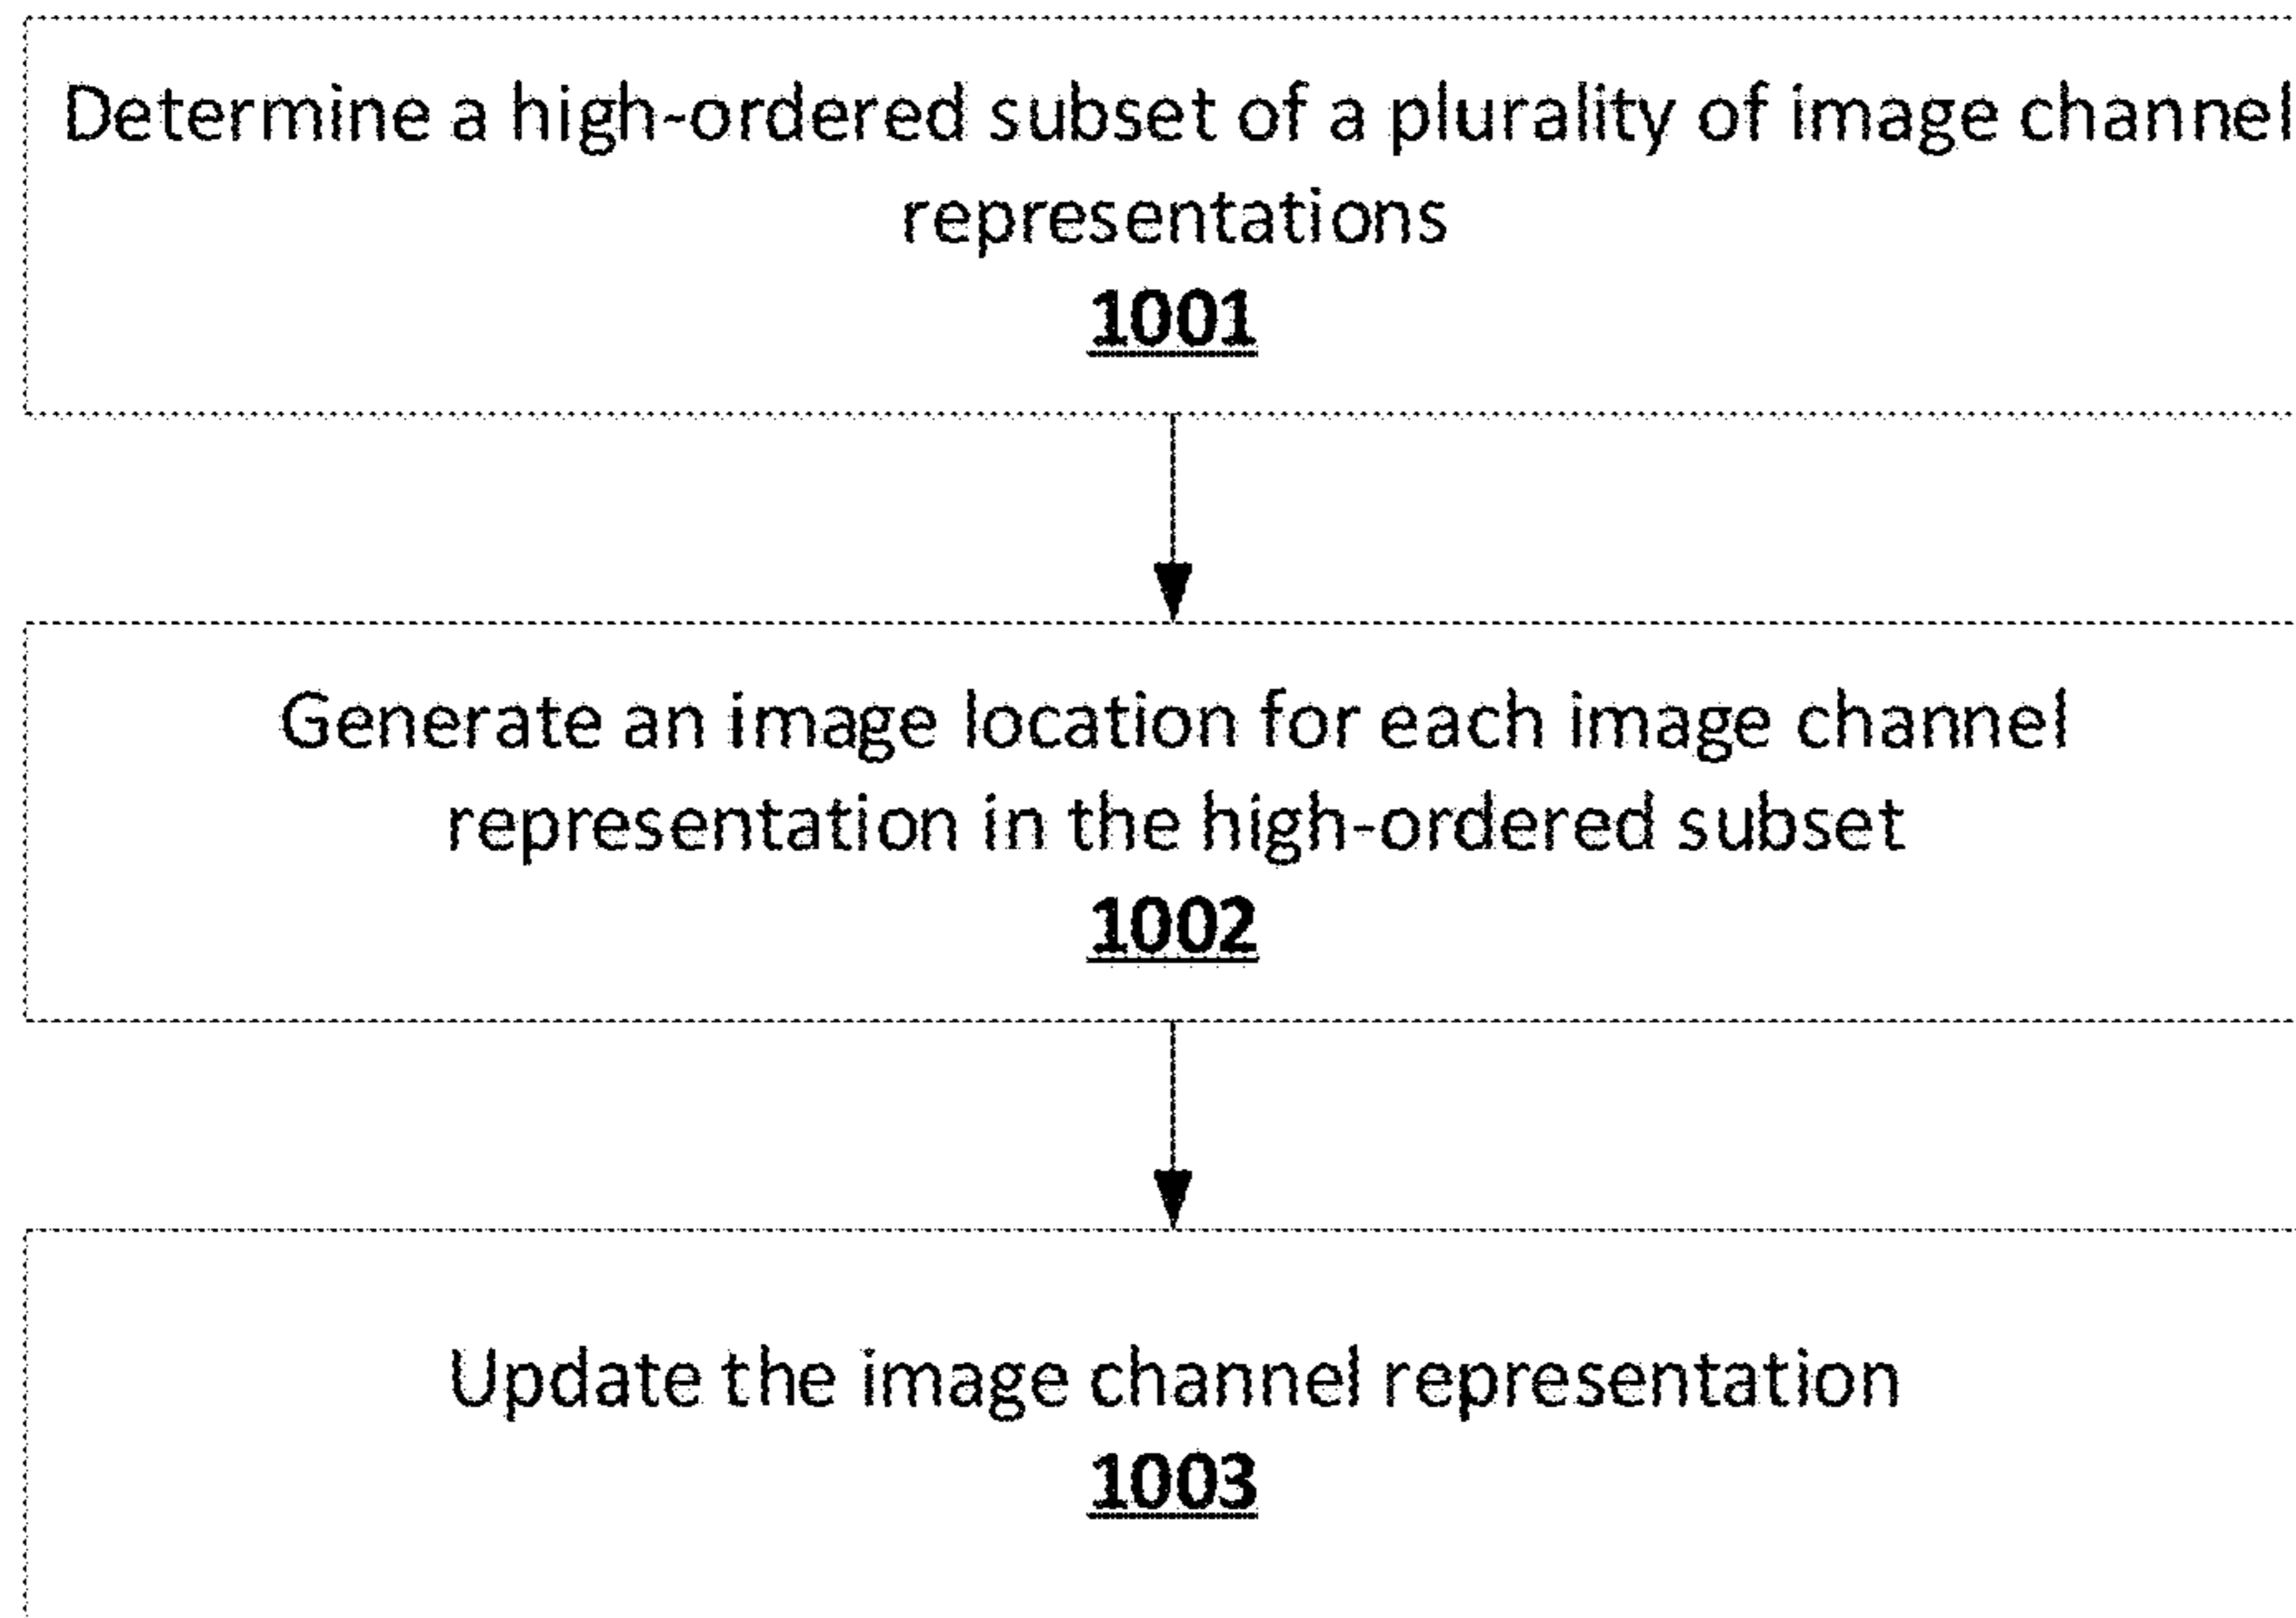 Determine a high-ordered subset of a plurality of image channel
representations
1001
Generate an image location for each image channel
representation in the high-ordered subset
1002
Update the image channel representation
1003